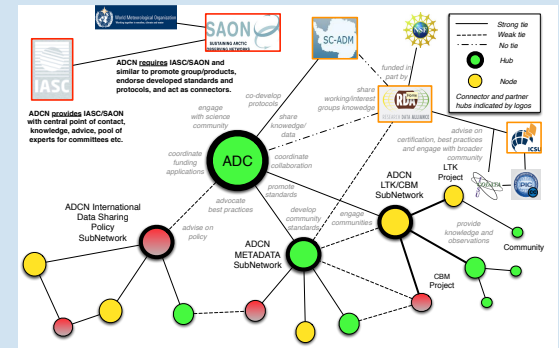 World Meteorological Organization
SAON
SUSTAINING ARCTIC
OBSERVING NETWORKS
IASC
SC-ADM
NSF
Strong tie
Weak tie
No tie
Hub
Node
Connector and partner
hubs indicated by logos
ADCN requires IASC/SAON and
similar to promote group/products,
endorse developed standards and
protocols, and act as connectors.
ADCN provides IASC/SAON
with central point of contact,
knowledge, advice, pool of
experts for committees etc.
funded in
part by
co-develop
protocols
share
working/interest
groups knowledge
RDA
RESEARCH DATA ALLIANCE
engage
with science
community
share
knowledge/
data
advise on
certification, best practices
and engage with broader
community
ICSU
ADC
coordinate
funding
applications
coordinate
collaboration
ADCN
LTK/CBM
SubNetwork
LTK
Project
CODATA
promote
standards
advocate
best practices
ADCN International
Data Sharing
Policy
SubNetwork
advise on
policy
develop
community
standards
engage
communities
provide
knowledge and
observations
Community
ADCN
METADATA
SubNetwork
CBM
Project